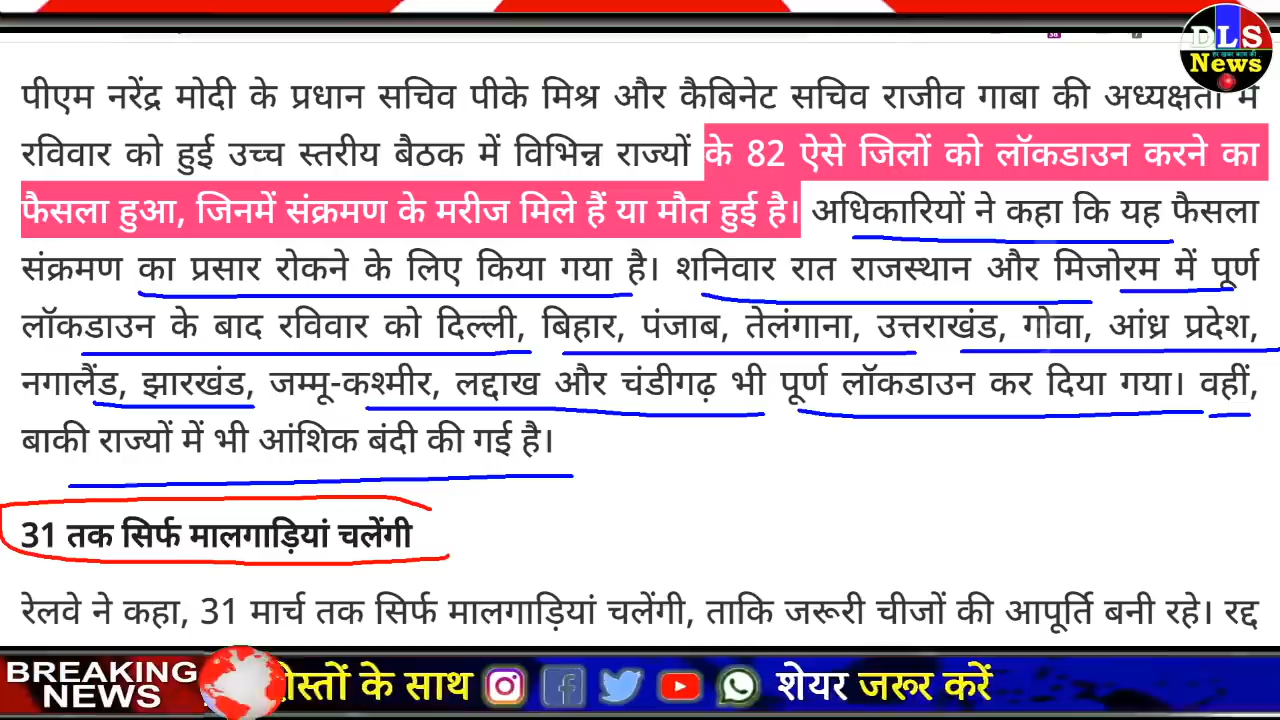 DLS
News
पीएम नरेंद्र मोदी के प्रधान सचिव पीके मिश्र और कैबिनेट सचिव राजीव गाबा की अध्यक्षता में
रविवार को हुई उच्च स्तरीय बैठक में विभिन्न राज्यों के 82 ऐसे जिलों को लॉकडाउन करने का
फैसला हुआ, जिनमें संक्रमण के मरीज मिले हैं या मौत हुई है। अधिकारियों ने कहा कि यह फैसला
संक्रमण का प्रसार रोकने के लिए किया गया है। शनिवार रात राजस्थान और मिजोरम में पूर्ण
लॉकडाउन के बाद रविवार को दिल्ली, बिहार, पंजाब, तेलंगाना, उत्तराखंड, गोवा, आंध्र प्रदेश,
नगालैंड, झारखंड, जम्मू-कश्मीर, लद्दाख और चंडीगढ़ भी पूर्ण लॉकडाउन कर दिया गया। वहीं,
बाकी राज्यों में भी आंशिक बंदी की गई है।
31 तक सिर्फ मालगाड़ियां चलेंगी
रेलवे ने कहा, 31 मार्च तक सिर्फ मालगाड़ियां चलेंगी, ताकि जरूरी चीजों की आपूर्ति बनी रहे। रद्द
BREAKING
NEWS
के साथ शेयर जरूर करें